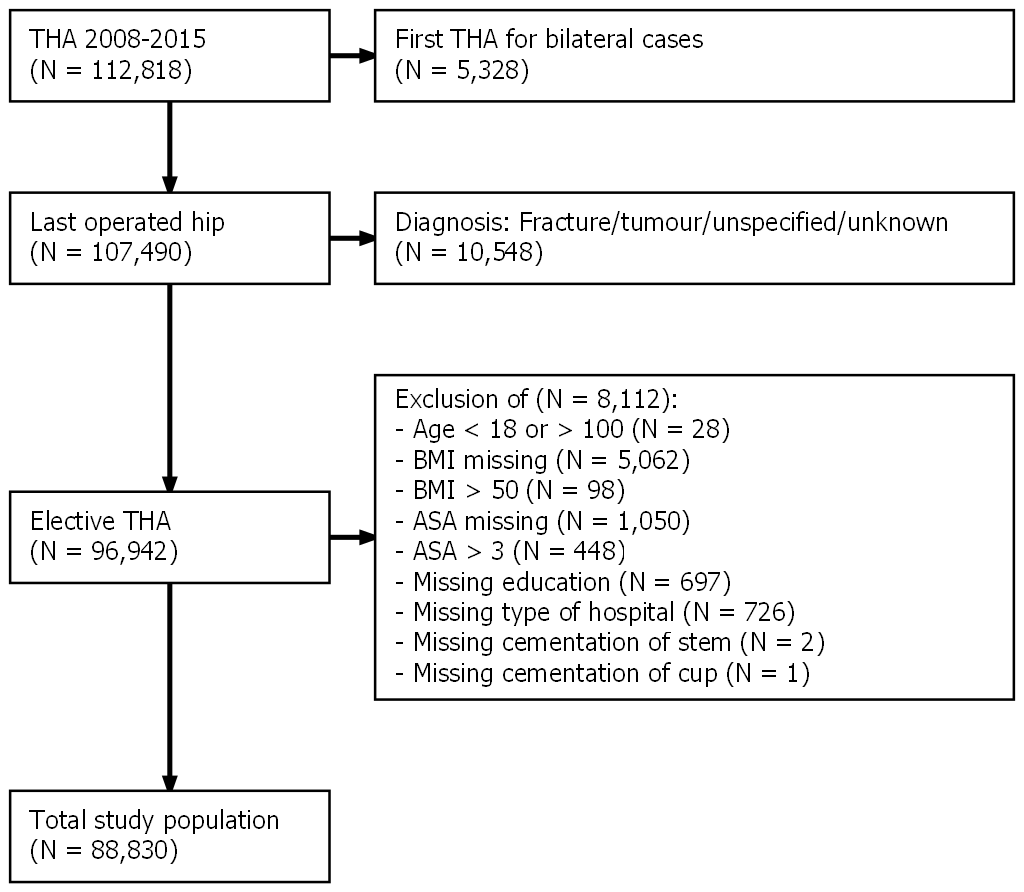 THA 2008-2015
(N = 112,818)
First THA for bilateral cases
(N = 5,328)
Last operated hip
(N = 107,490)
Diagnosis: Fracture/tumour/unspecified/unknown
(N = 10,548)
Exclusion of (N = 8,112):
- Age < 18 or > 100 (N = 28)
- BMI missing (N = 5,062)
- BMI > 50 (N = 98)
- ASA missing (N = 1,050)
- ASA > 3 (N = 448)
- Missing education (N = 697)
- Missing type of hospital (N = 726)
- Missing cementation of stem (N = 2)
- Missing cementation of cup (N = 1)
Elective THA
(N = 96,942)
Total study population
(N = 88,830)